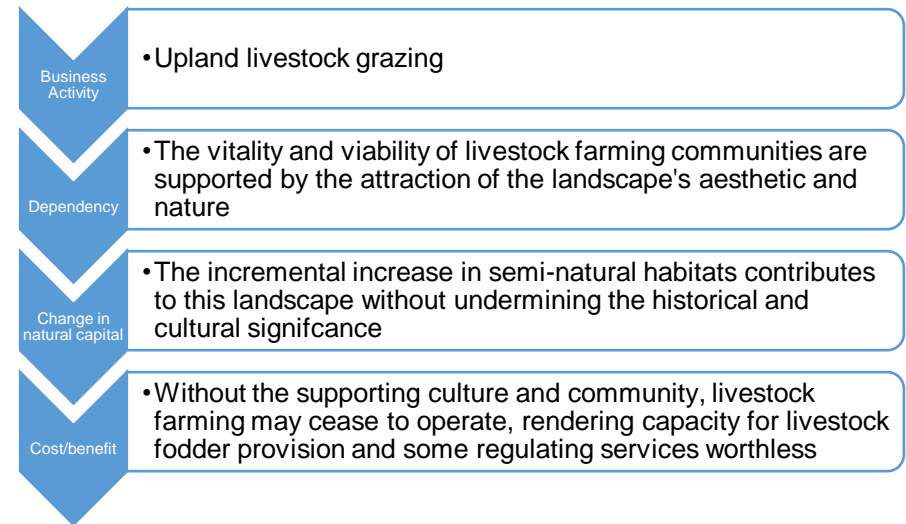 Business
Activity
•Upland livestock grazing
Dependency
•The vitality and viability of livestock farming communities are
supported by the attraction of the landscape's aesthetic and
nature
Change in
natural capital
•The incremental increase in semi-natural habitats contributes
to this landscape without undermining the historical and
cultural signifcance
Cost/benefit
•Without the supporting culture and community, livestock
farming may cease to operate, rendering capacity for livestock
fodder provision and some regulating services worthless